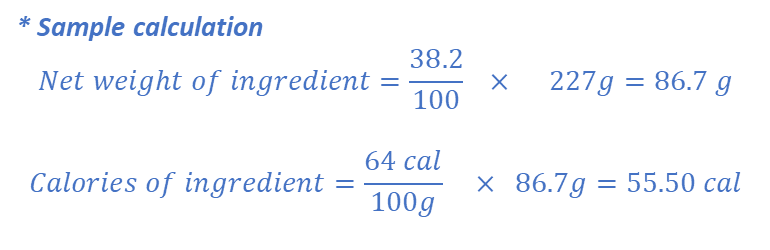 * Sample calculation
Net weight of ingredient = 38.2/100 × 227g = 86.7 g
Calories of ingredient = 64 cal/100g × 86.7g = 55.50 cal